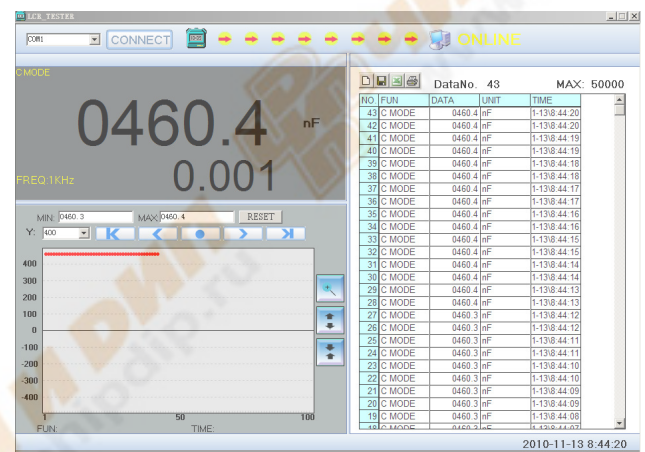 LCR_TESTER
COM1 CONNECT ONLINE
C MODE
0460.4 nF
FREQ:1KHz 0.001
MIN: 0460.3 MAX: 0460.4 RESET
Y: 400
400
300
200
100
0
-100
-200
-300
-400
1 50 100
FUN: TIME:
DataNo. 43 MAX: 50000
NO. FUN DATA UNIT TIME
43 C MODE 0460.4 nF 1-13\8:44:20
42 C MODE 0460.4 nF 1-13\8:44:20
41 C MODE 0460.4 nF 1-13\8:44:19
40 C MODE 0460.4 nF 1-13\8:44:19
39 C MODE 0460.4 nF 1-13\8:44:18
38 C MODE 0460.4 nF 1-13\8:44:18
37 C MODE 0460.4 nF 1-13\8:44:17
36 C MODE 0460.4 nF 1-13\8:44:17
35 C MODE 0460.4 nF 1-13\8:44:16
34 C MODE 0460.4 nF 1-13\8:44:16
33 C MODE 0460.4 nF 1-13\8:44:15
32 C MODE 0460.4 nF 1-13\8:44:15
31 C MODE 0460.4 nF 1-13\8:44:14
30 C MODE 0460.4 nF 1-13\8:44:14
29 C MODE 0460.4 nF 1-13\8:44:13
28 C MODE 0460.4 nF 1-13\8:44:13
27 C MODE 0460.3 nF 1-13\8:44:12
26 C MODE 0460.3 nF 1-13\8:44:12
25 C MODE 0460.3 nF 1-13\8:44:11
24 C MODE 0460.3 nF 1-13\8:44:11
23 C MODE 0460.3 nF 1-13\8:44:10
22 C MODE 0460.3 nF 1-13\8:44:10
21 C MODE 0460.3 nF 1-13\8:44:09
20 C MODE 0460.3 nF 1-13\8:44:09
19 C MODE 0460.3 nF 1-13\8:44:08
18 C MODE 0460.3 nF 1-13\8:44:07
2010-11-13 8:44:20